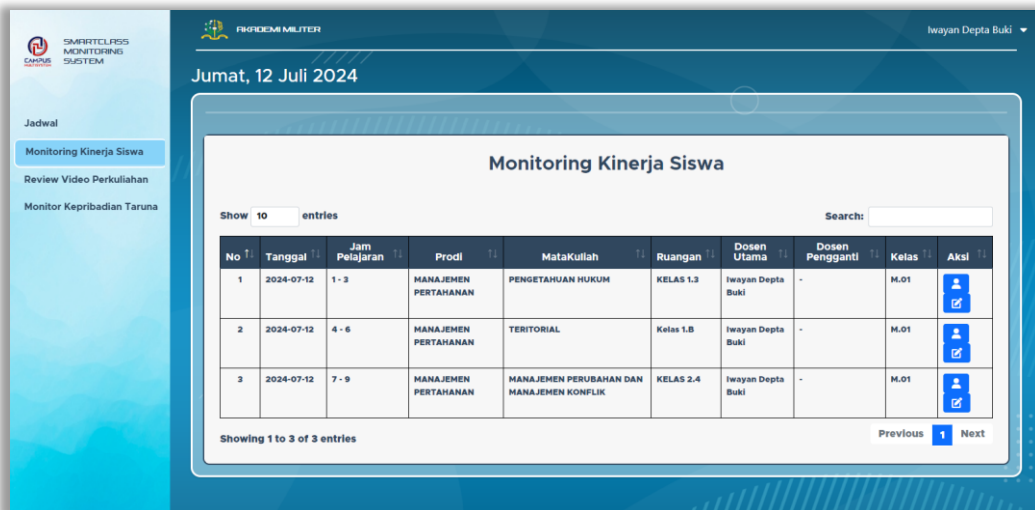 SMARTCLASS
MONITORING
SYSTEM
CAMPUS
AKADEMI MILITER
Iwayan Depta Buki
Jumat, 12 Juli 2024
Jadwal
Monitoring Kinerja Siswa
Review Video Perkuliahan
Monitor Kepribadian Taruna
Monitoring Kinerja Siswa
Show 10 entries
Search:
No Tanggal Jam Pelajaran Prodi MataKuliah Ruangan Dosen Utama Dosen Pengganti Kelas Aksi
1 2024-07-12 1 - 3 MANAJEMEN PERTAHANAN PENGETAHUAN HUKUM KELAS 1.3 Iwayan Depta Buki - M.01
2 2024-07-12 4 - 6 MANAJEMEN PERTAHANAN TERITORIAL Kelas 1.B Iwayan Depta Buki - M.01
3 2024-07-12 7 - 9 MANAJEMEN PERTAHANAN MANAJEMEN PERUBAHAN DAN MANAJEMEN KONFLIK KELAS 2.4 Iwayan Depta Buki - M.01
Showing 1 to 3 of 3 entries
Previous 1 Next